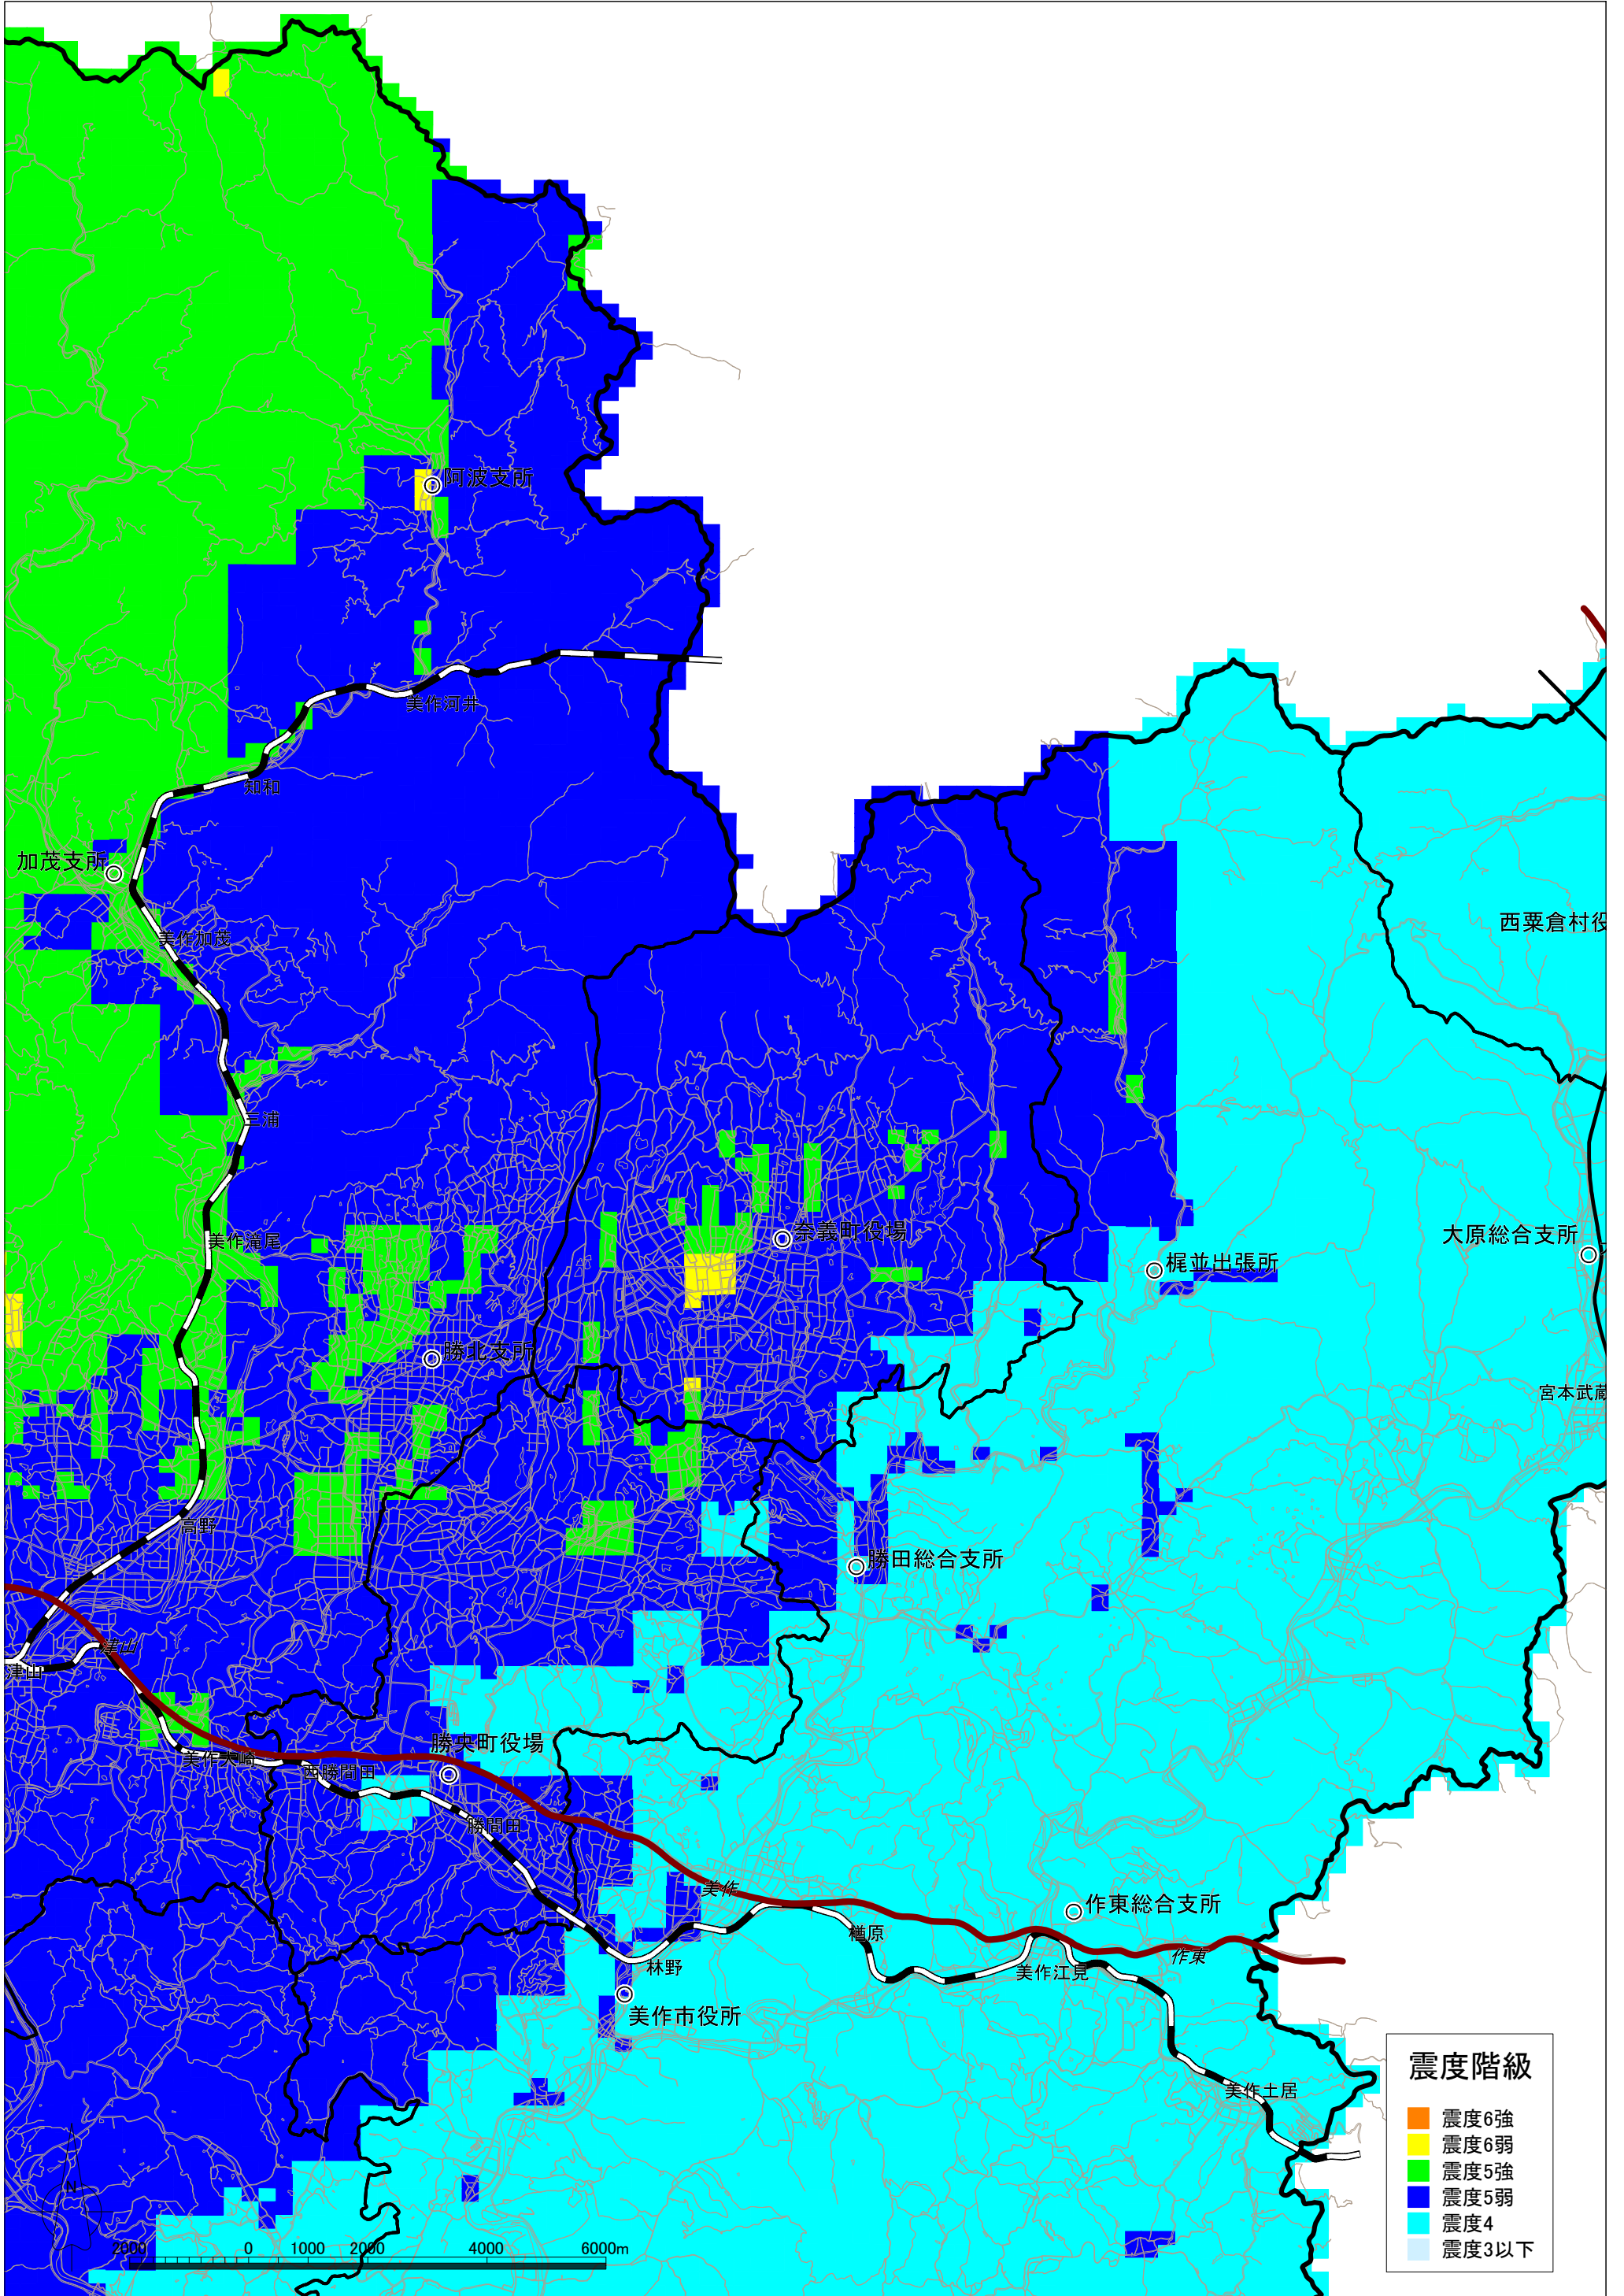 阿波支所
美作河井
知和
加茂支所
美作加茂
西粟倉村役
三浦
美作滝尾
奈義町役場
大原総合支所
梶並出張所
勝北支所
宮本武蔵
高野
勝田総合支所
津山
津山
勝央町役場
美作大崎
西勝間田
勝間田
美作
作東総合支所
楢原
作東
林野
美作江見
美作市役所
美作土居
震度階級
震度6強
震度6弱
震度5強
震度5弱
震度4
震度3以下
N
2000 0 1000 2000 4000 6000m